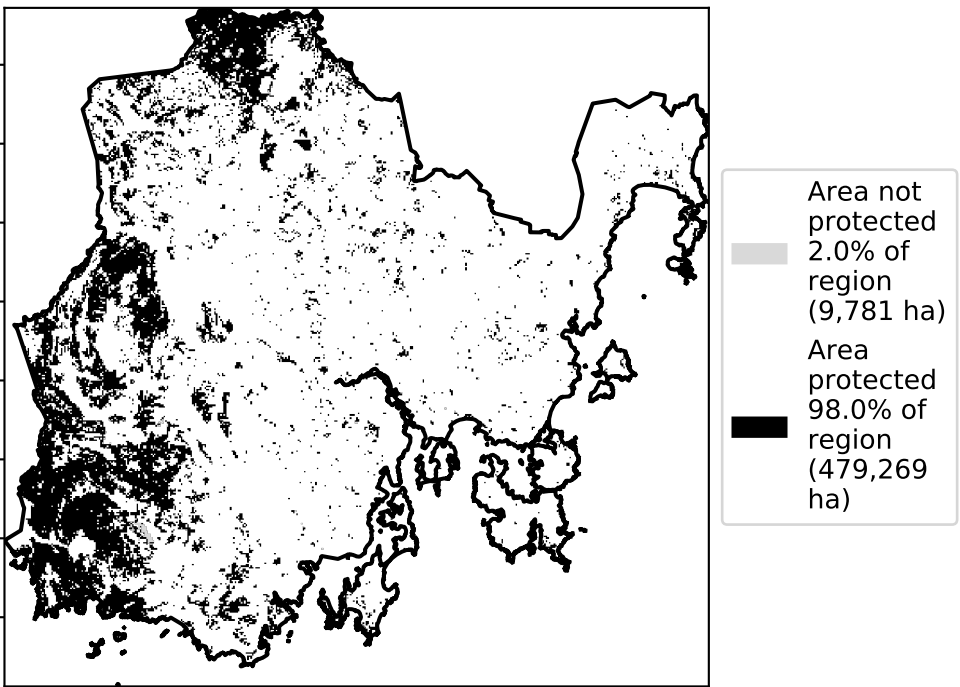 Area not
protected
2.0% of
region
(9,781 ha)
Area
protected
98.0% of
region
(479,269
ha)